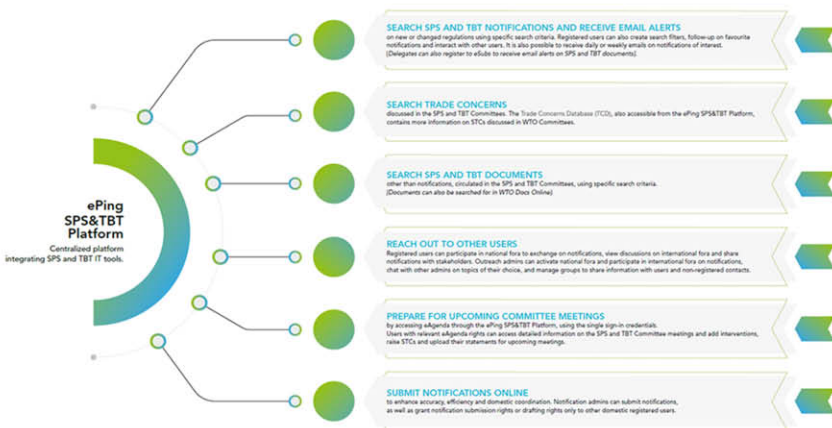 ePing
SPS&TBT
Platform
Centralized platform
integrating SPS and TBT IT tools.
SEARCH SPS AND TBT NOTIFICATIONS AND RECEIVE EMAIL ALERTS
on new or changed regulations using specific search criteria. Registered users can also create search filters, follow-up on favourite
notifications and interact with other users. It is also possible to receive daily or weekly emails on notifications of interest.
(Delegates can also register to eSubs to receive email alerts on SPS and TBT documents).
SEARCH TRADE CONCERNS
discussed in the SPS and TBT Committees. The Trade Concerns Database (TCD), also accessible from the ePing SPS&TBT Platform,
contains more information on STCs discussed in WTO Committees.
SEARCH SPS AND TBT DOCUMENTS
other than notifications, circulated in the SPS and TBT Committees, using specific search criteria.
(Documents can also be searched for in WTO Docs Online).
REACH OUT TO OTHER USERS
Registered users can participate in national fora to exchange on notifications, view discussions on international fora and share
notifications with stakeholders. Outreach admins can activate national fora and participate in international fora on notifications,
chat with other admins on topics of their choice, and manage groups to share information with users and non-registered contacts.
PREPARE FOR UPCOMING COMMITTEE MEETINGS
by accessing eAgenda through the ePing SPS&TBT Platform, using the single sign-in credentials.
Users with relevant eAgenda rights can access detailed information on the SPS and TBT Committee meetings and add interventions,
raise STCs and upload their statements for upcoming meetings.
SUBMIT NOTIFICATIONS ONLINE
to enhance accuracy, efficiency and domestic coordination. Notification admins can submit notifications,
as well as grant notification submission rights or drafting rights only to other domestic registered users.